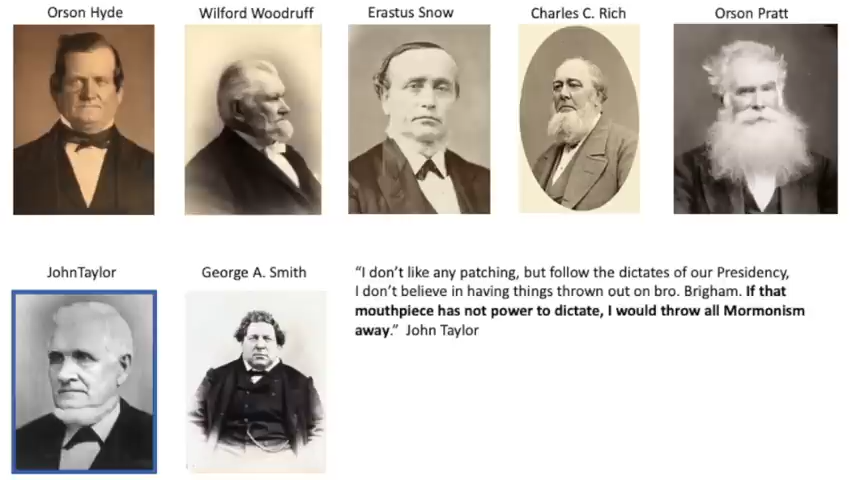 Orson Hyde
Wilford Woodruff
Erastus Snow
Charles C. Rich
Orson Pratt
JohnTaylor
George A. Smith
“I don’t like any patching, but follow the dictates of our Presidency,
I don’t believe in having things thrown out on bro. Brigham. If that
mouthpiece has not power to dictate, I would throw all Mormonism
away.” John Taylor